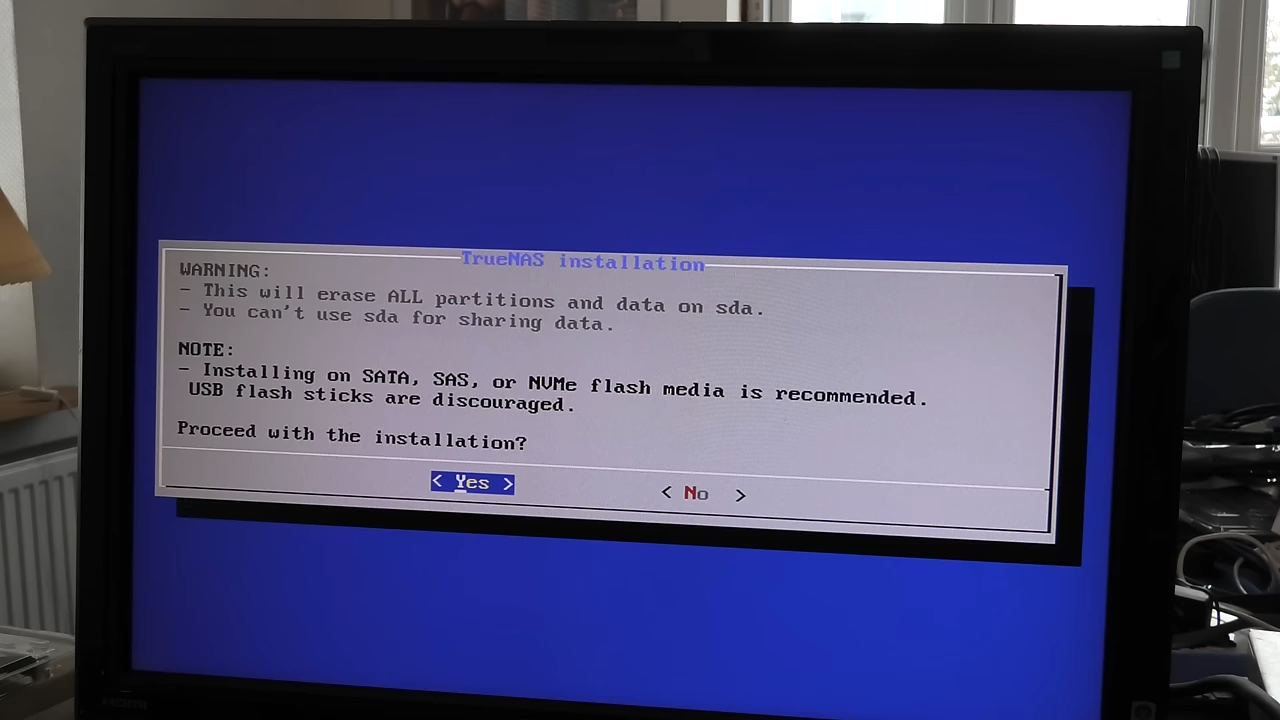 TrueNAS installation
WARNING:
- This will erase ALL partitions and data on sda.
- You can't use sda for sharing data.
NOTE:
- Installing on SATA, SAS, or NVMe flash media is recommended.
USB flash sticks are discouraged.
Proceed with the installation?
< Yes > < No >